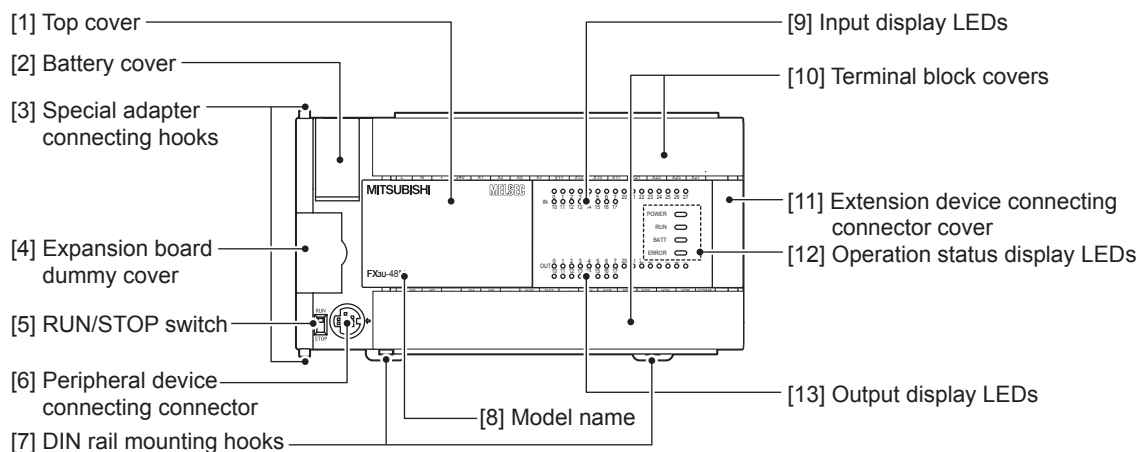 [1] Top cover
[2] Battery cover
[3] Special adapter
connecting hooks
[4] Expansion board
dummy cover
[5] RUN/STOP switch
[6] Peripheral device
connecting connector
[7] DIN rail mounting hooks
[8] Model name
[9] Input display LEDs
[10] Terminal block covers
[11] Extension device connecting
connector cover
[12] Operation status display LEDs
[13] Output display LEDs
MITSUBISHI
MELSEC
IN
POWER
RUN
BATT
ERROR
OUT
FX3U-48
RUN
STOP